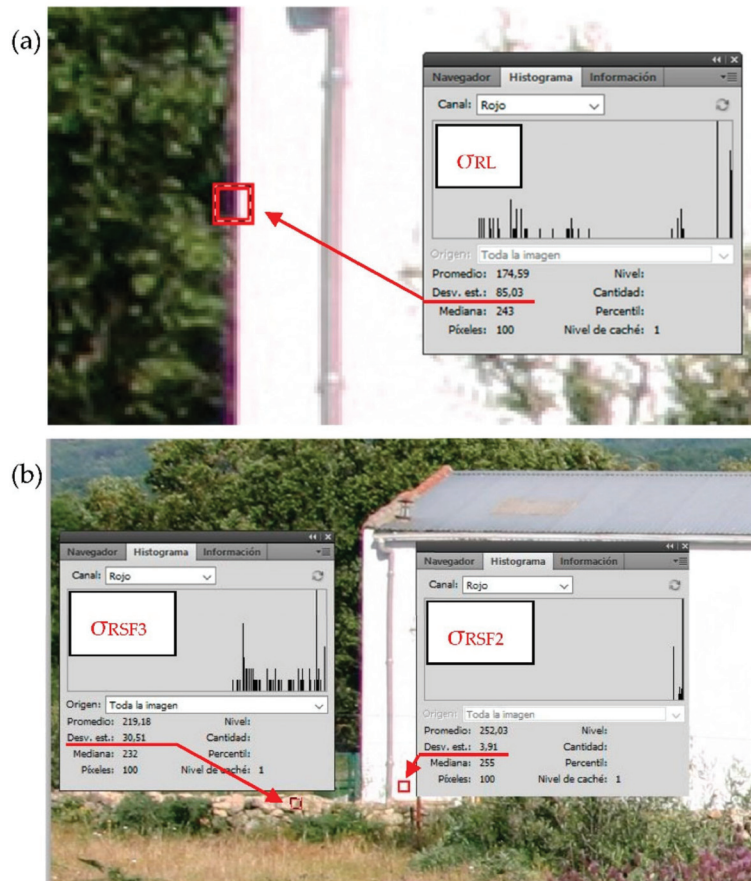 (a)
Navegador Histograma Información
Canal: Rojo
σRL
Origen: Toda la imagen
Promedio: 174,59 Nivel:
Desv. est.: 85,03 Cantidad:
Mediana: 243 Percentil:
Píxeles: 100 Nivel de caché: 1
(b)
Navegador Histograma Información
Canal: Rojo
σRSF3
Origen: Toda la imagen
Promedio: 219,18 Nivel:
Desv. est.: 30,51 Cantidad:
Mediana: 232 Percentil:
Píxeles: 100 Nivel de caché: 1
Navegador Histograma Información
Canal: Rojo
σRSF2
Origen: Toda la imagen
Promedio: 252,03 Nivel:
Desv. est.: 3,91 Cantidad:
Mediana: 255 Percentil:
Píxeles: 100 Nivel de caché: 1